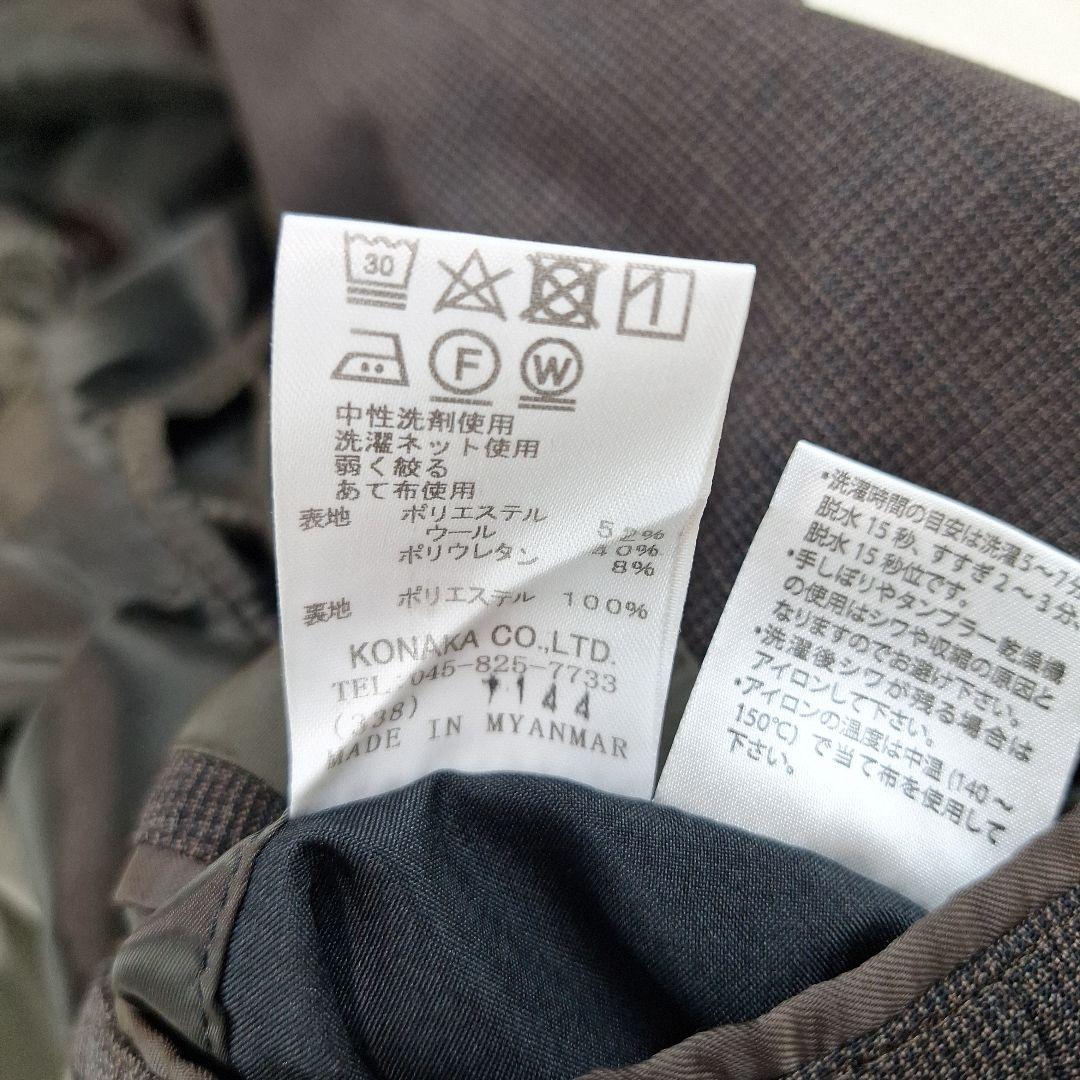 30
F W
中性洗剤使用
洗濯ネット使用
弱く絞る
あて布使用
表地 ポリエステル 52%
ウール 40%
ポリウレタン 8%
裏地 ポリエステル 100%
KONAKA CO.,LTD.
TEL 045-825-7733
(338) 144
MADE IN MYANMAR
•洗濯時間の目安は洗濯5〜7分、
脱水15秒、すすぎ2〜3分、
脱水15秒位です。
•手しぼりやタンブラー乾燥機
の使用はシワや収縮の原因と
なりますのでお避け下さい。
•洗濯後シワが残る場合は
アイロンして下さい。
•アイロンの温度は中温(140〜
150℃)で当て布を使用して
下さい。